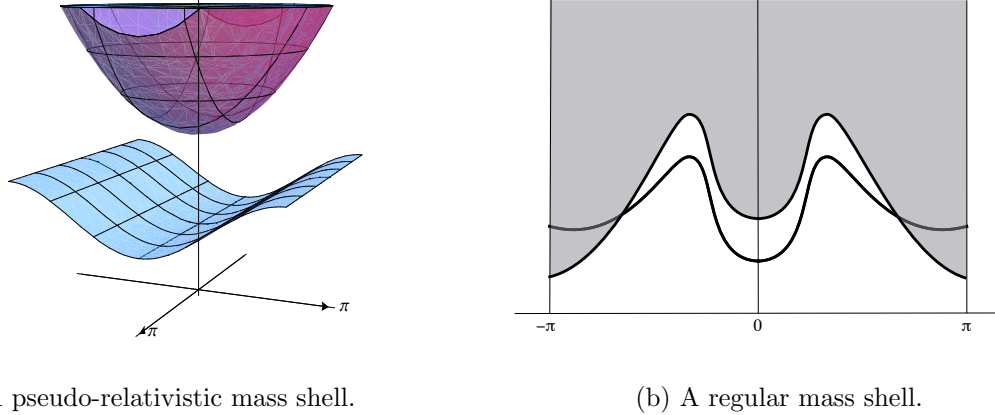 π
π
−π
0
π
pseudo-relativistic mass shell.
(b) A regular mass shell.